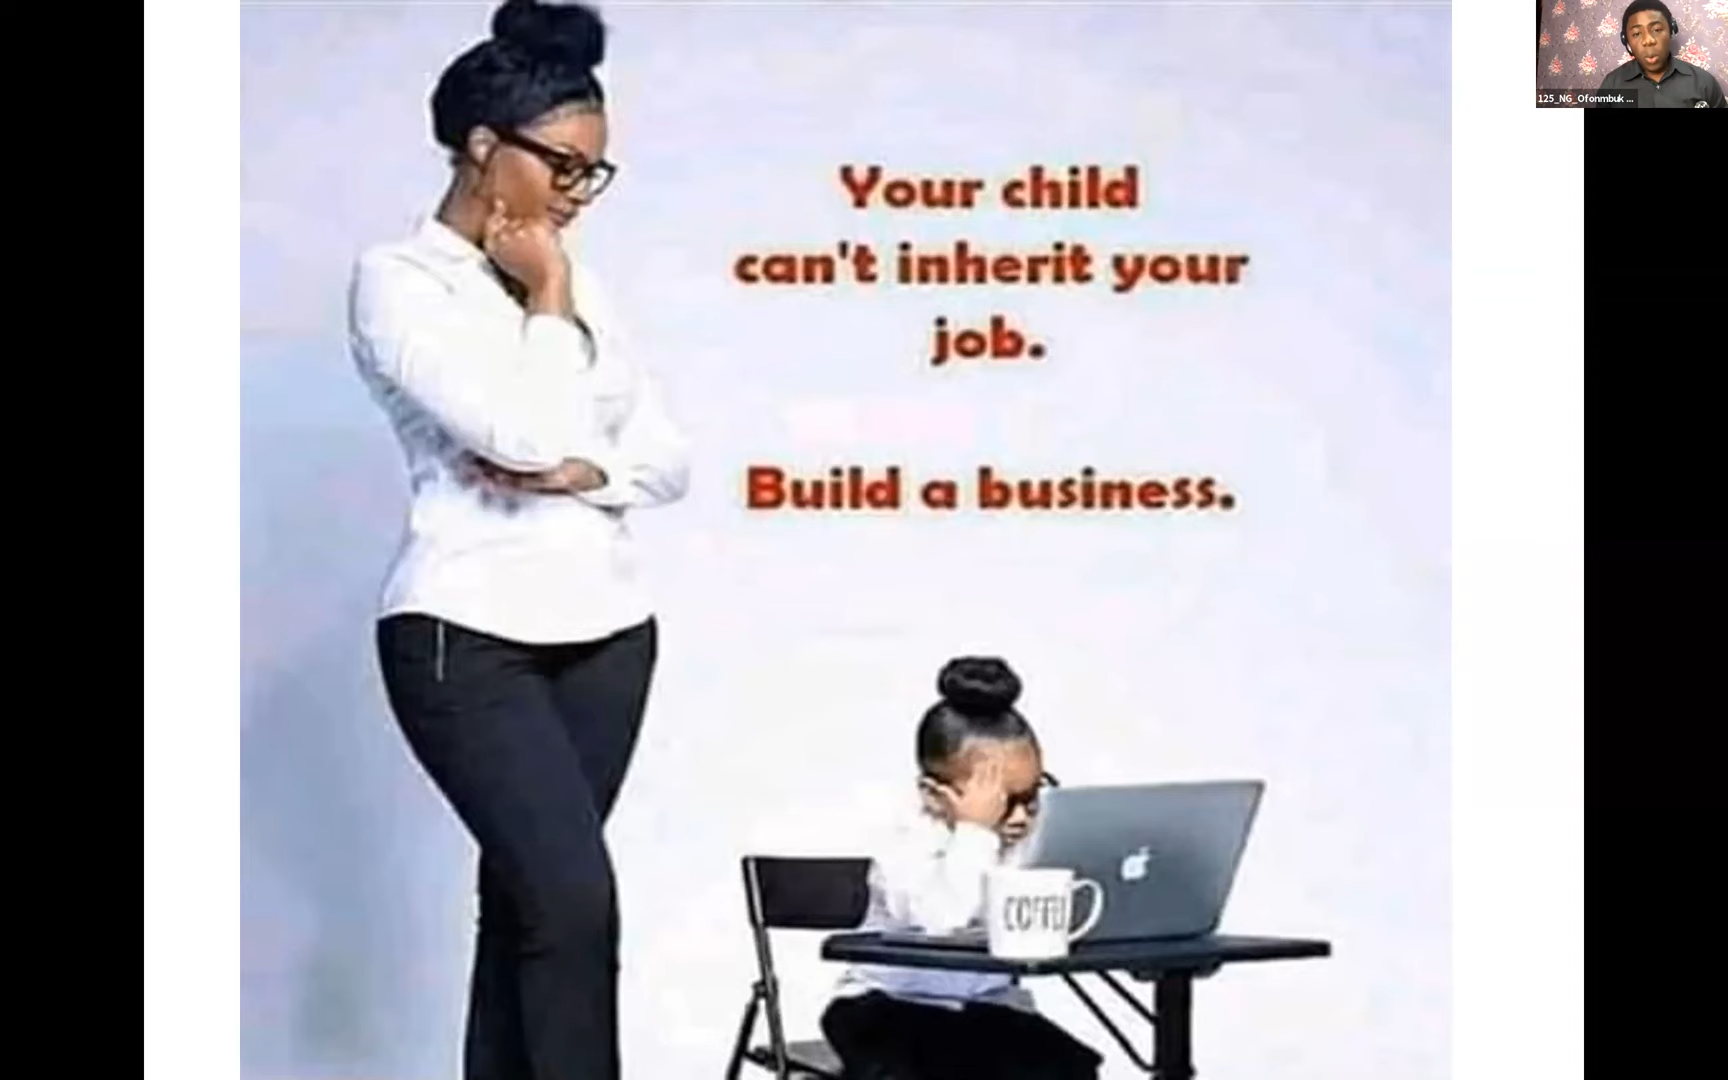 125_NG_Ofonmbuk ...
Your child
can't inherit your
job.
Build a business.
COFFEE